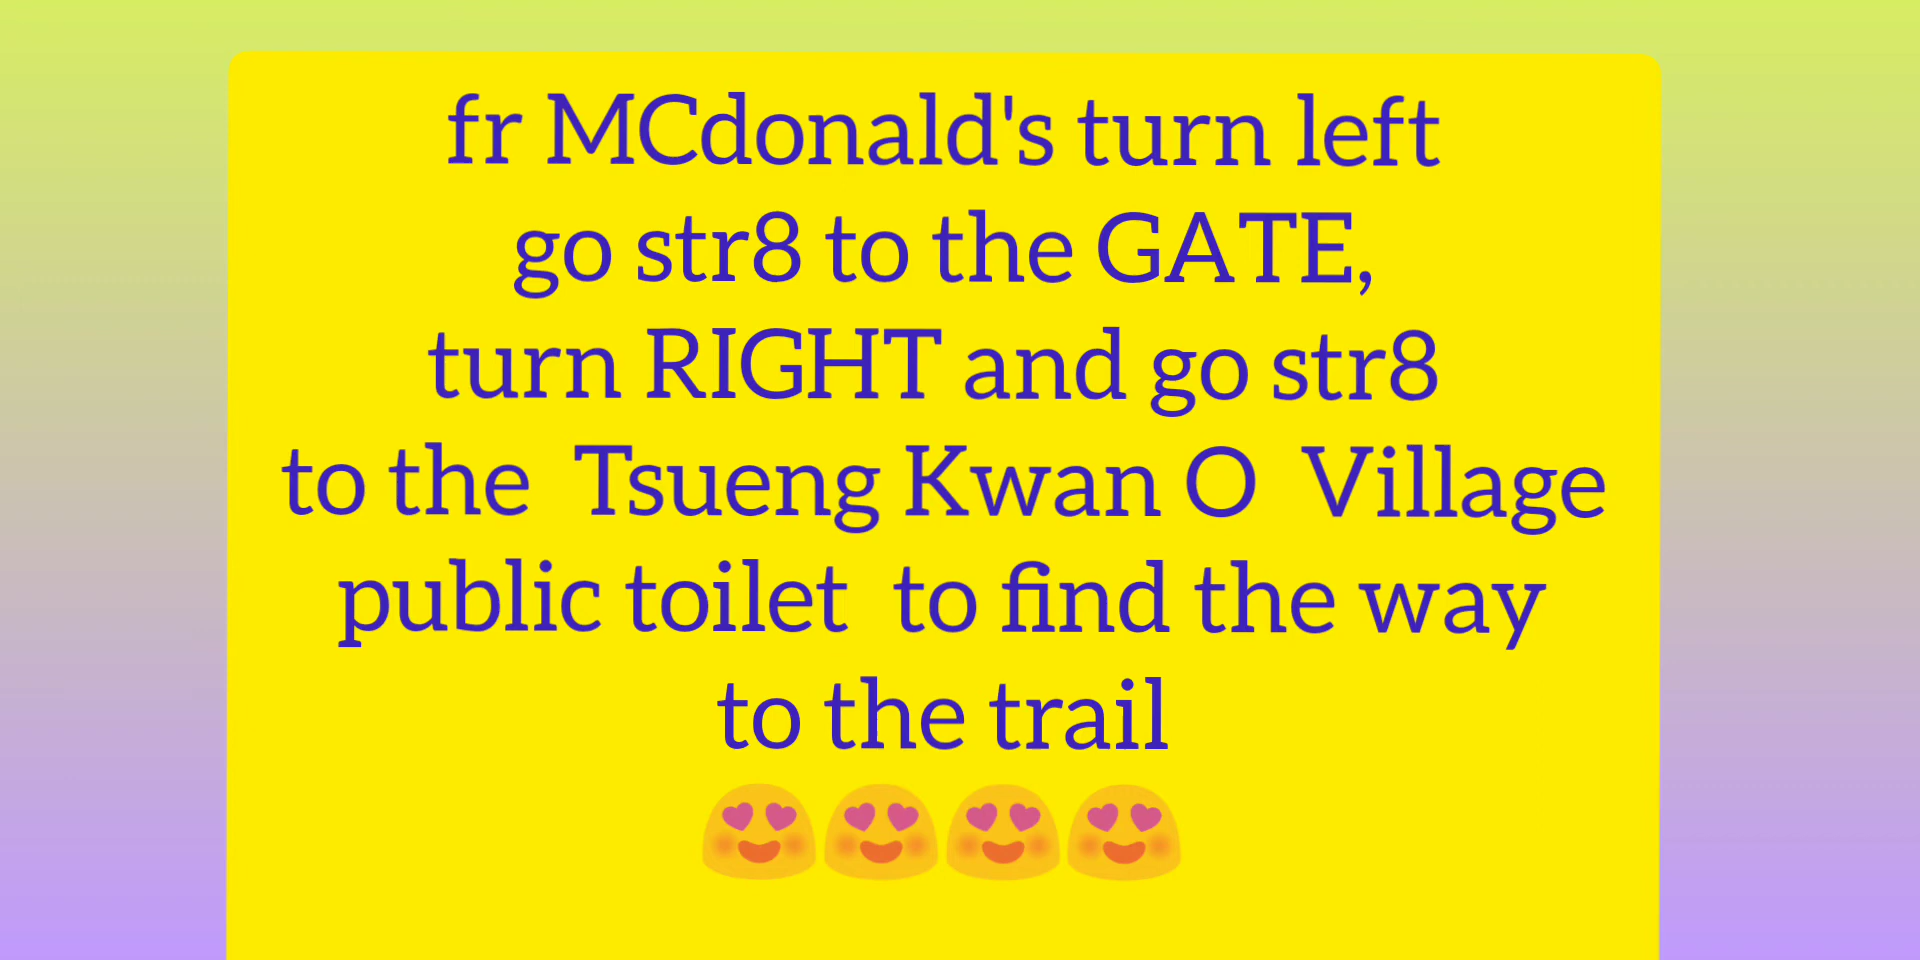 fr MCdonald's turn left
go str8 to the GATE,
turn RIGHT and go str8
to the  Tsueng Kwan O  Village
public toilet  to find the way
to the trail
😍😍😍😍